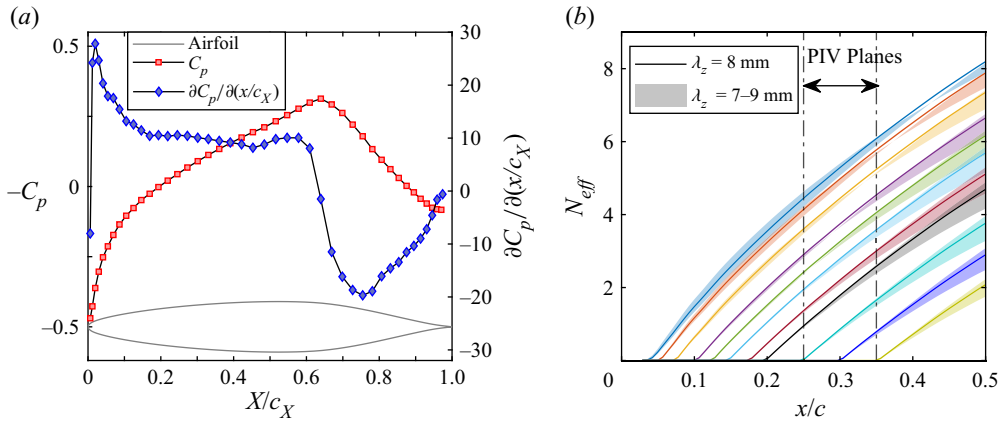 (a)
0.5
0
−0.5
−C_p
Airfoil
C_p
∂C_p/∂(x/c_X)
30
20
10
0
−10
−20
−30
∂C_p/∂(x/c_X)
0 0.2 0.4 0.6 0.8 1.0
X/c_X
(b)
8
6
4
2
N_eff
λ_z = 8 mm
λ_z = 7–9 mm
PIV Planes
0 0.1 0.2 0.3 0.4 0.5
x/c